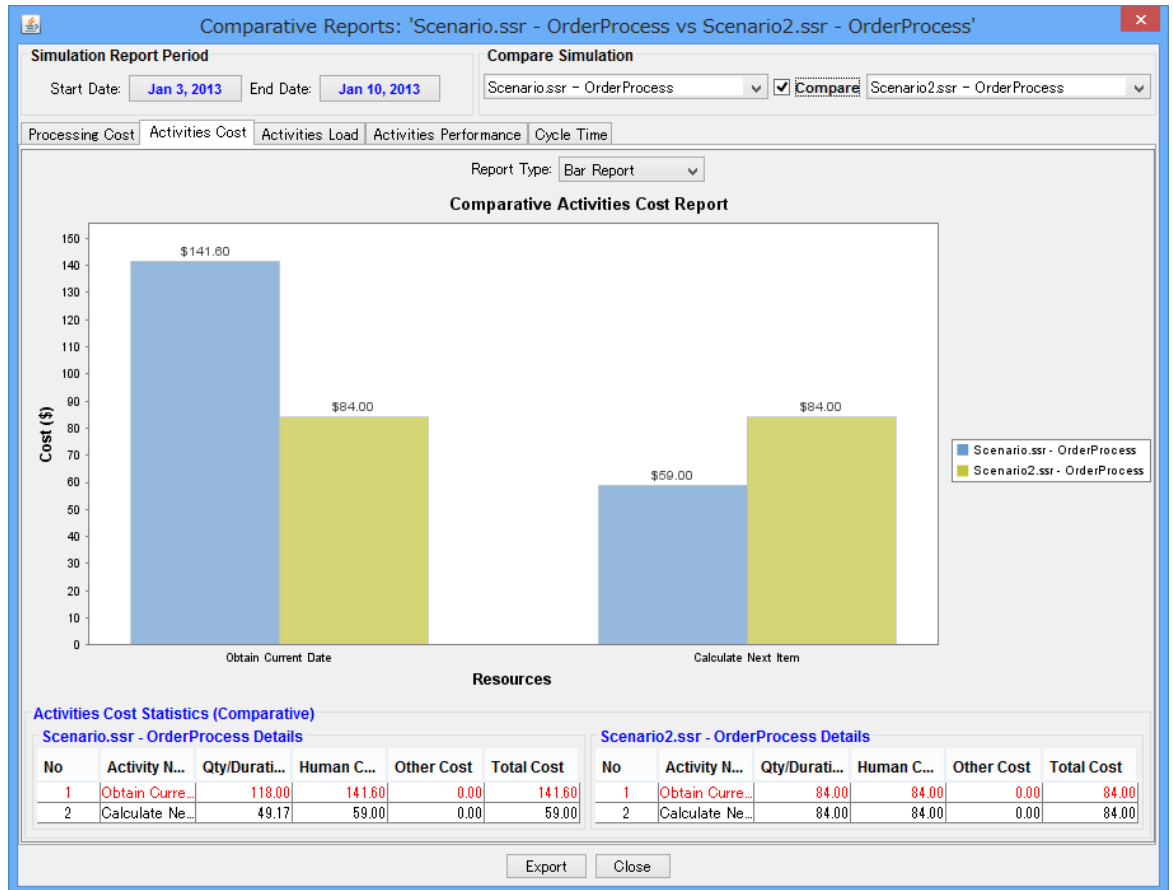 Comparative Reports: 'Scenario.ssr - OrderProcess vs Scenario2.ssr - OrderProcess'
Simulation Report Period
Start Date: Jan 3, 2013 End Date: Jan 10, 2013
Compare Simulation
Scenario.ssr - OrderProcess Compare Scenario2.ssr - OrderProcess
Processing Cost Activities Cost Activities Load Activities Performance Cycle Time
Report Type: Bar Report
Comparative Activities Cost Report
150
140
130
120
110
100
90
80
70
60
50
40
30
20
10
0
Cost ($)
$141.60
$84.00
$59.00
$84.00
Obtain Current Date Calculate Next Item
Resources
Scenario.ssr - OrderProcess
Scenario2.ssr - OrderProcess
Activities Cost Statistics (Comparative)
Scenario.ssr - OrderProcess Details
No Activity N... Qty/Durati... Human C... Other Cost Total Cost
1 Obtain Curre... 118.00 141.60 0.00 141.60
2 Calculate Ne... 49.17 59.00 0.00 59.00
Scenario2.ssr - OrderProcess Details
No Activity N... Qty/Durati... Human C... Other Cost Total Cost
1 Obtain Curre... 84.00 84.00 0.00 84.00
2 Calculate Ne... 84.00 84.00 0.00 84.00
Export Close